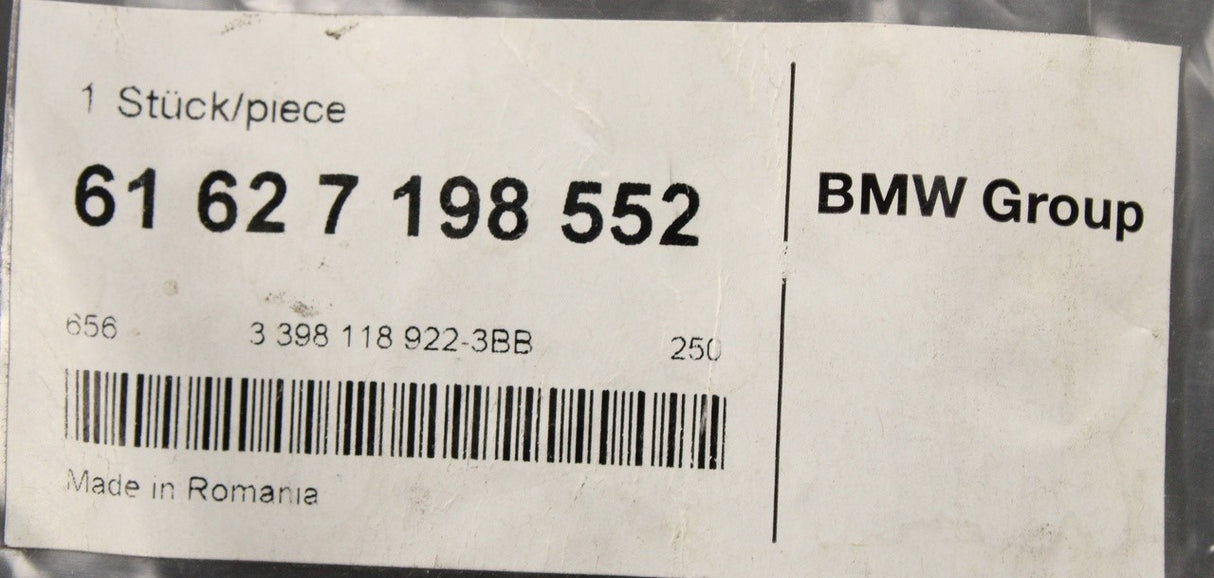 1 Stück/piece
61 62 7 198 552
BMW Group
656 3 398 118 922-3BB 250
Made in Romania